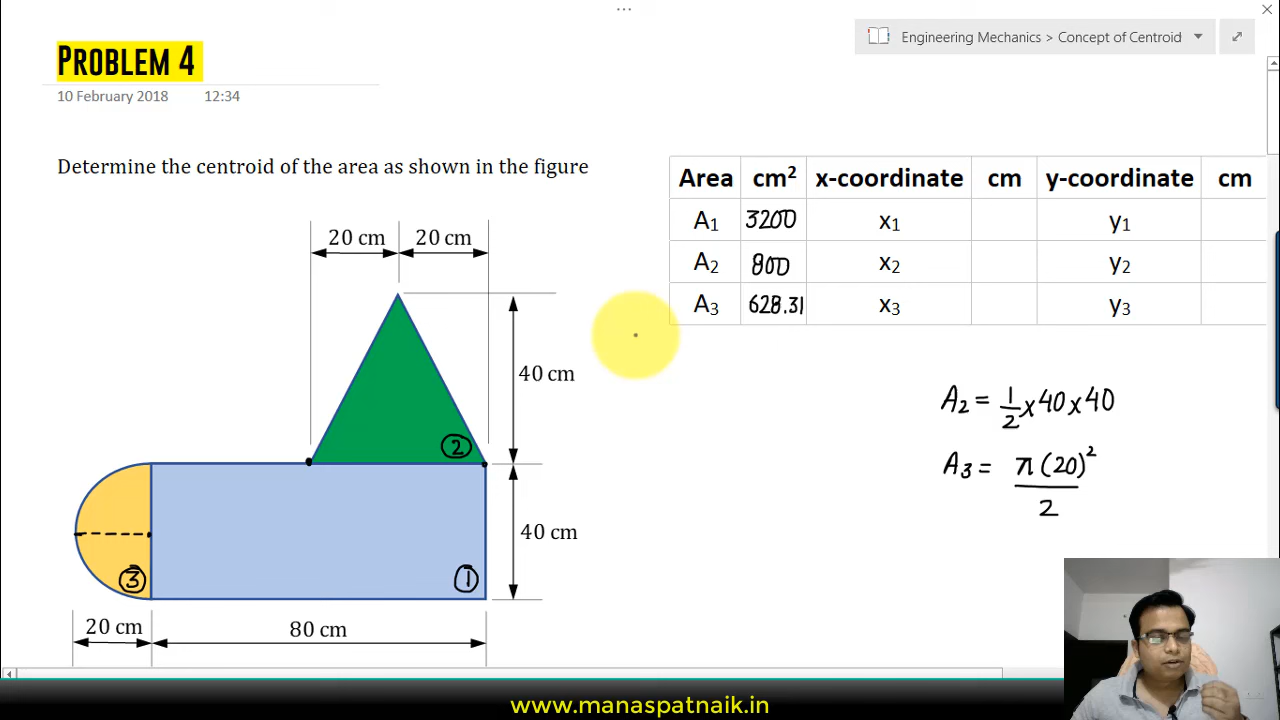 Engineering Mechanics > Concept of Centroid
PROBLEM 4
10 February 2018 12:34
Determine the centroid of the area as shown in the figure
Area cm² x-coordinate cm y-coordinate cm
A₁ 3200 x₁ y₁
A₂ 800 x₂ y₂
A₃ 628.31 x₃ y₃
20 cm 20 cm
40 cm
A₂ = 1/2 x 40 x 40
2
A₃ = π(20)²/2
40 cm
3
1
20 cm 80 cm
www.manaspatnaik.in